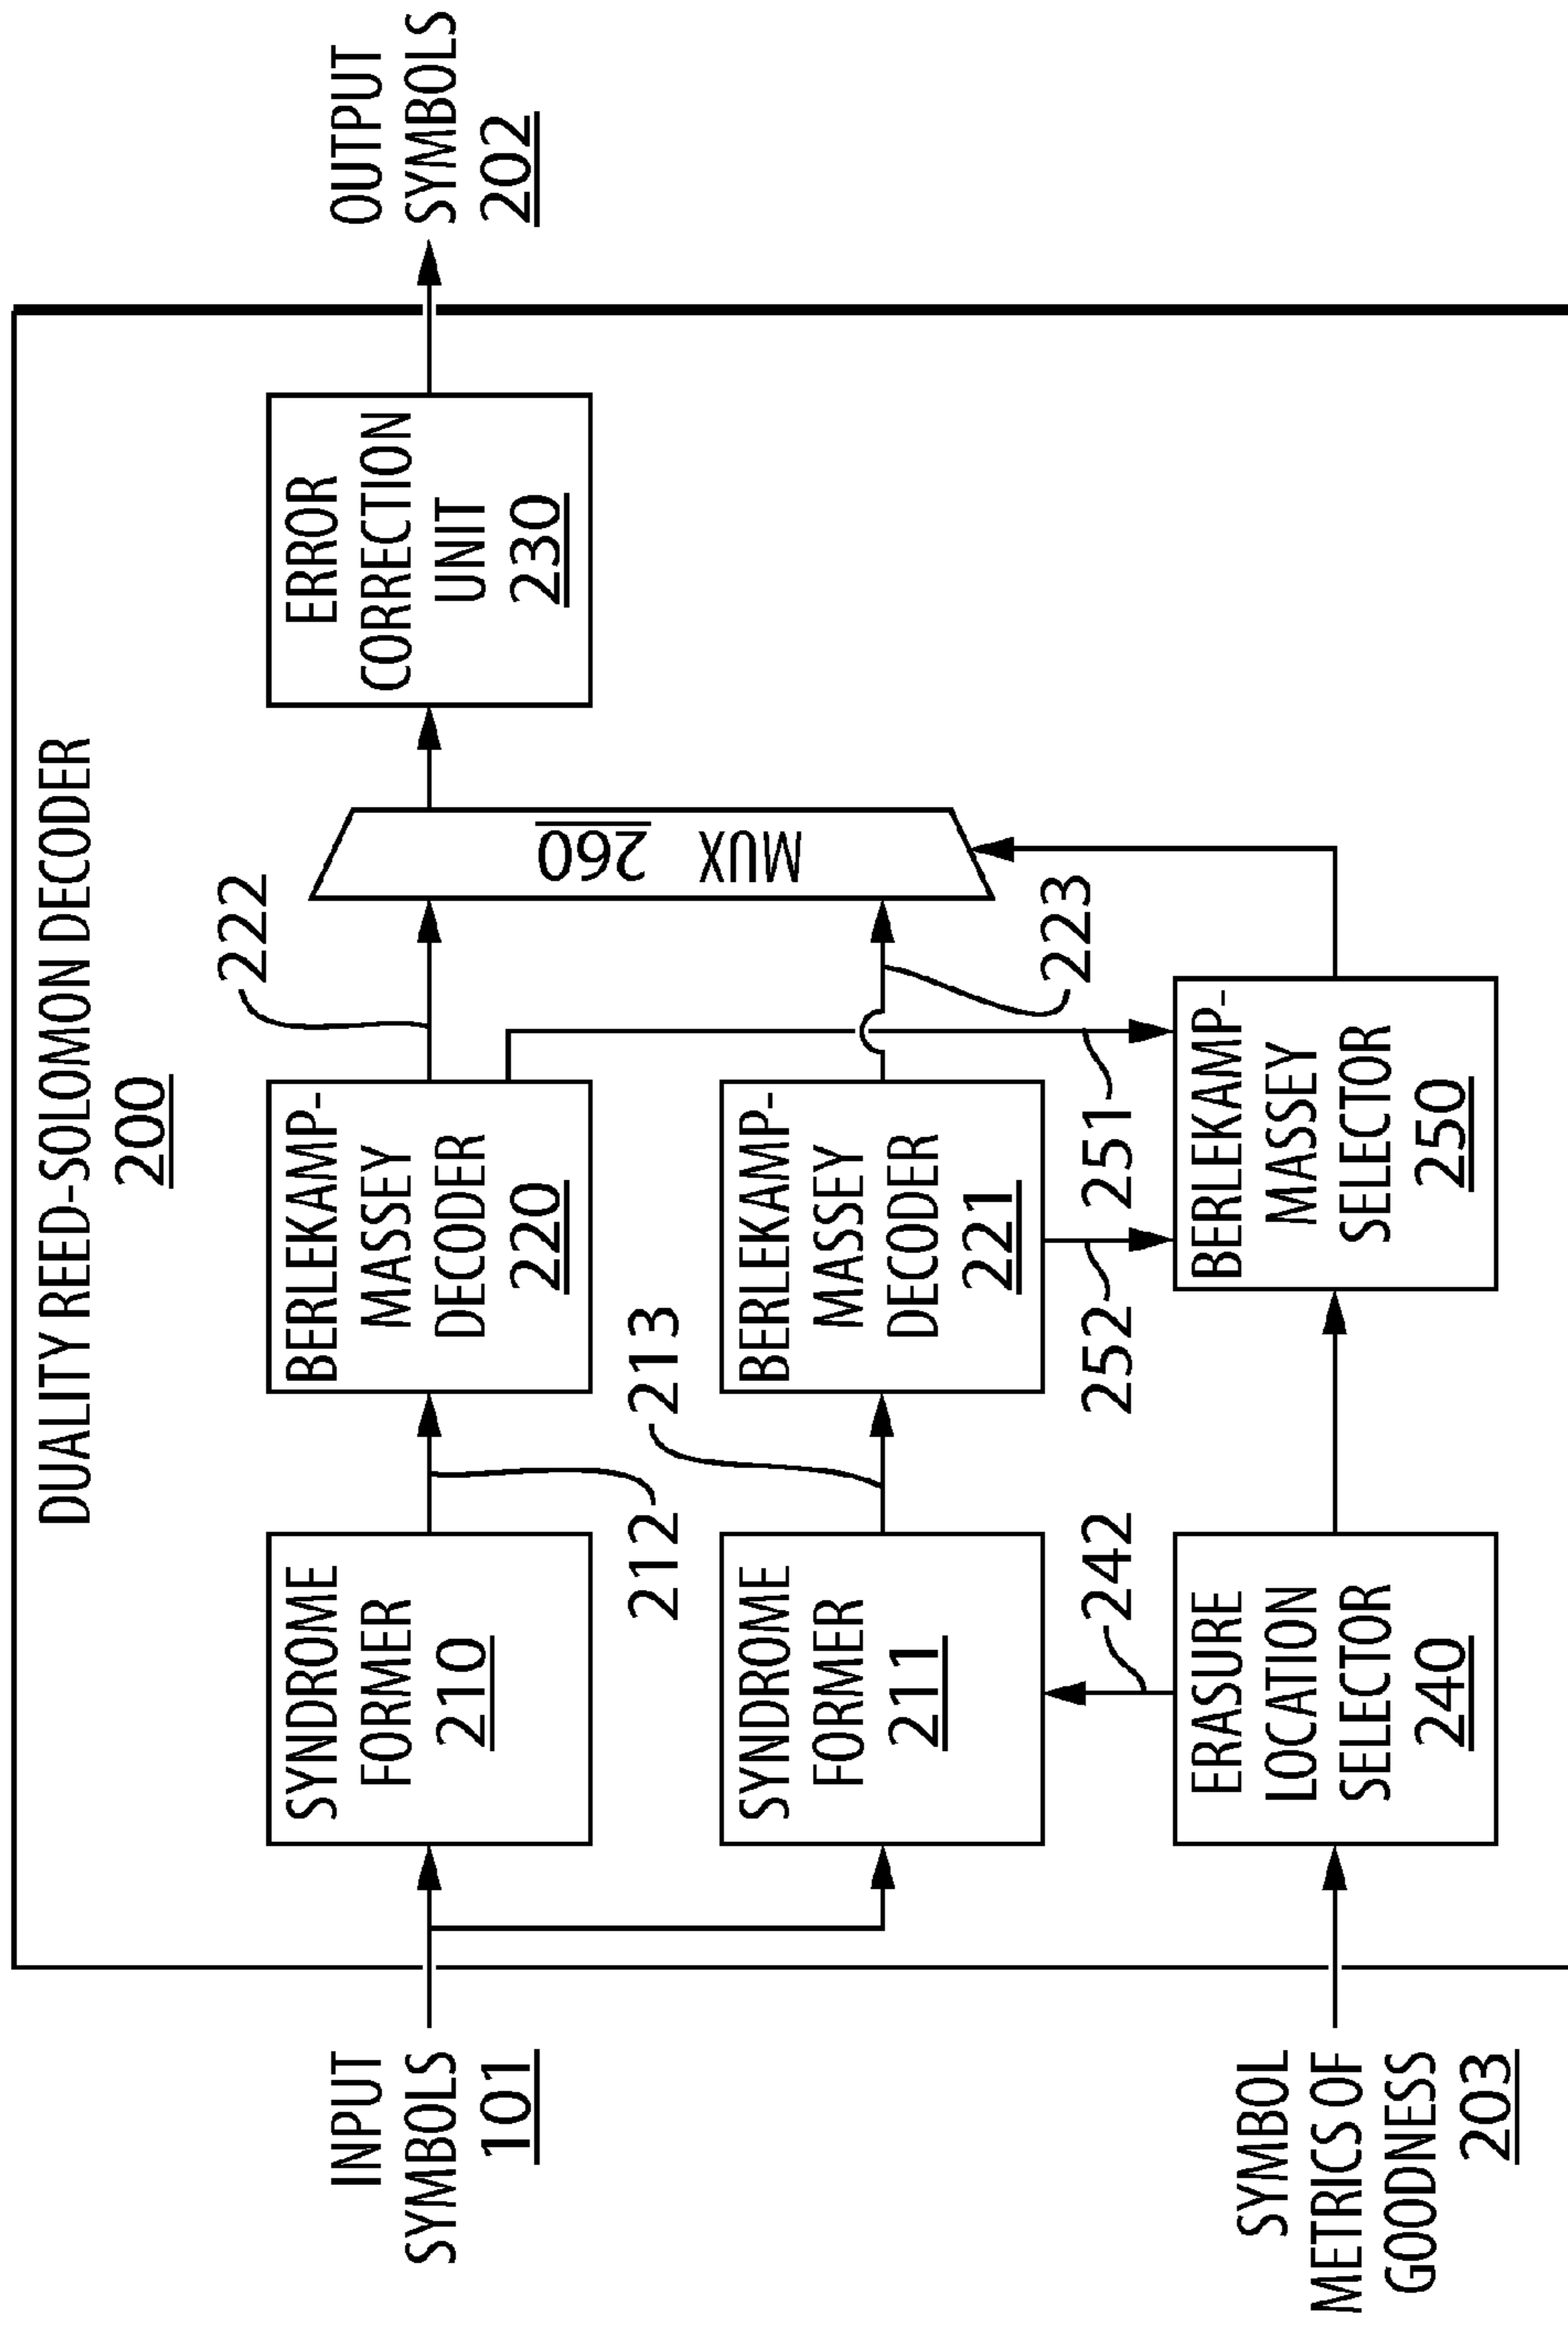 DUALITY REED-SOLOMON DECODER
200
INPUT
SYMBOLS
101
SYNDROME
FORMER
210
212
BERLEKAMP-
MASSEY
DECODER
220
222
MUX 260
ERROR
CORRECTION
UNIT
230
OUTPUT
SYMBOLS
202
213
SYNDROME
FORMER
211
BERLEKAMP-
MASSEY
DECODER
221
223
242
252
251
SYMBOL
METRICS OF
GOODNESS
203
ERASURE
LOCATION
SELECTOR
240
BERLEKAMP-
MASSEY
SELECTOR
250